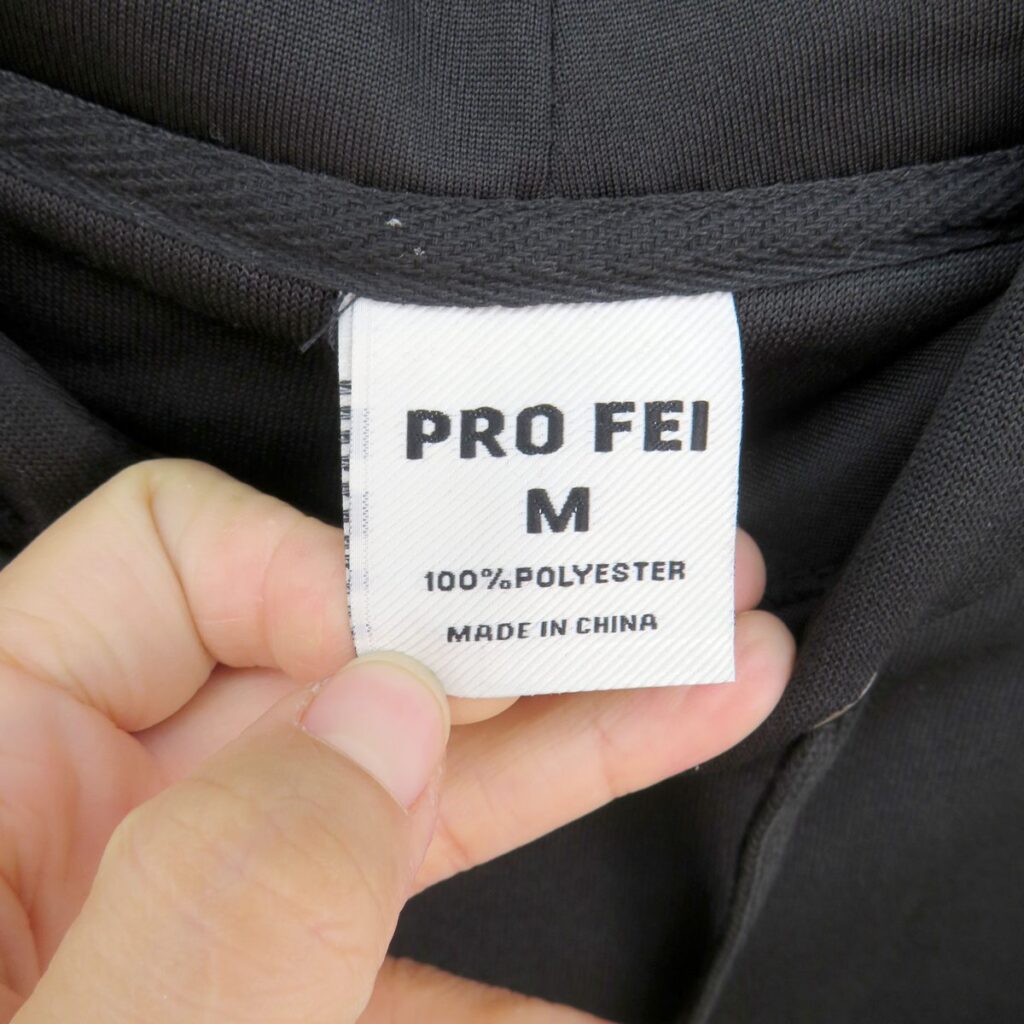 PRO FEI
M
100%POLYESTER
MADE IN CHINA